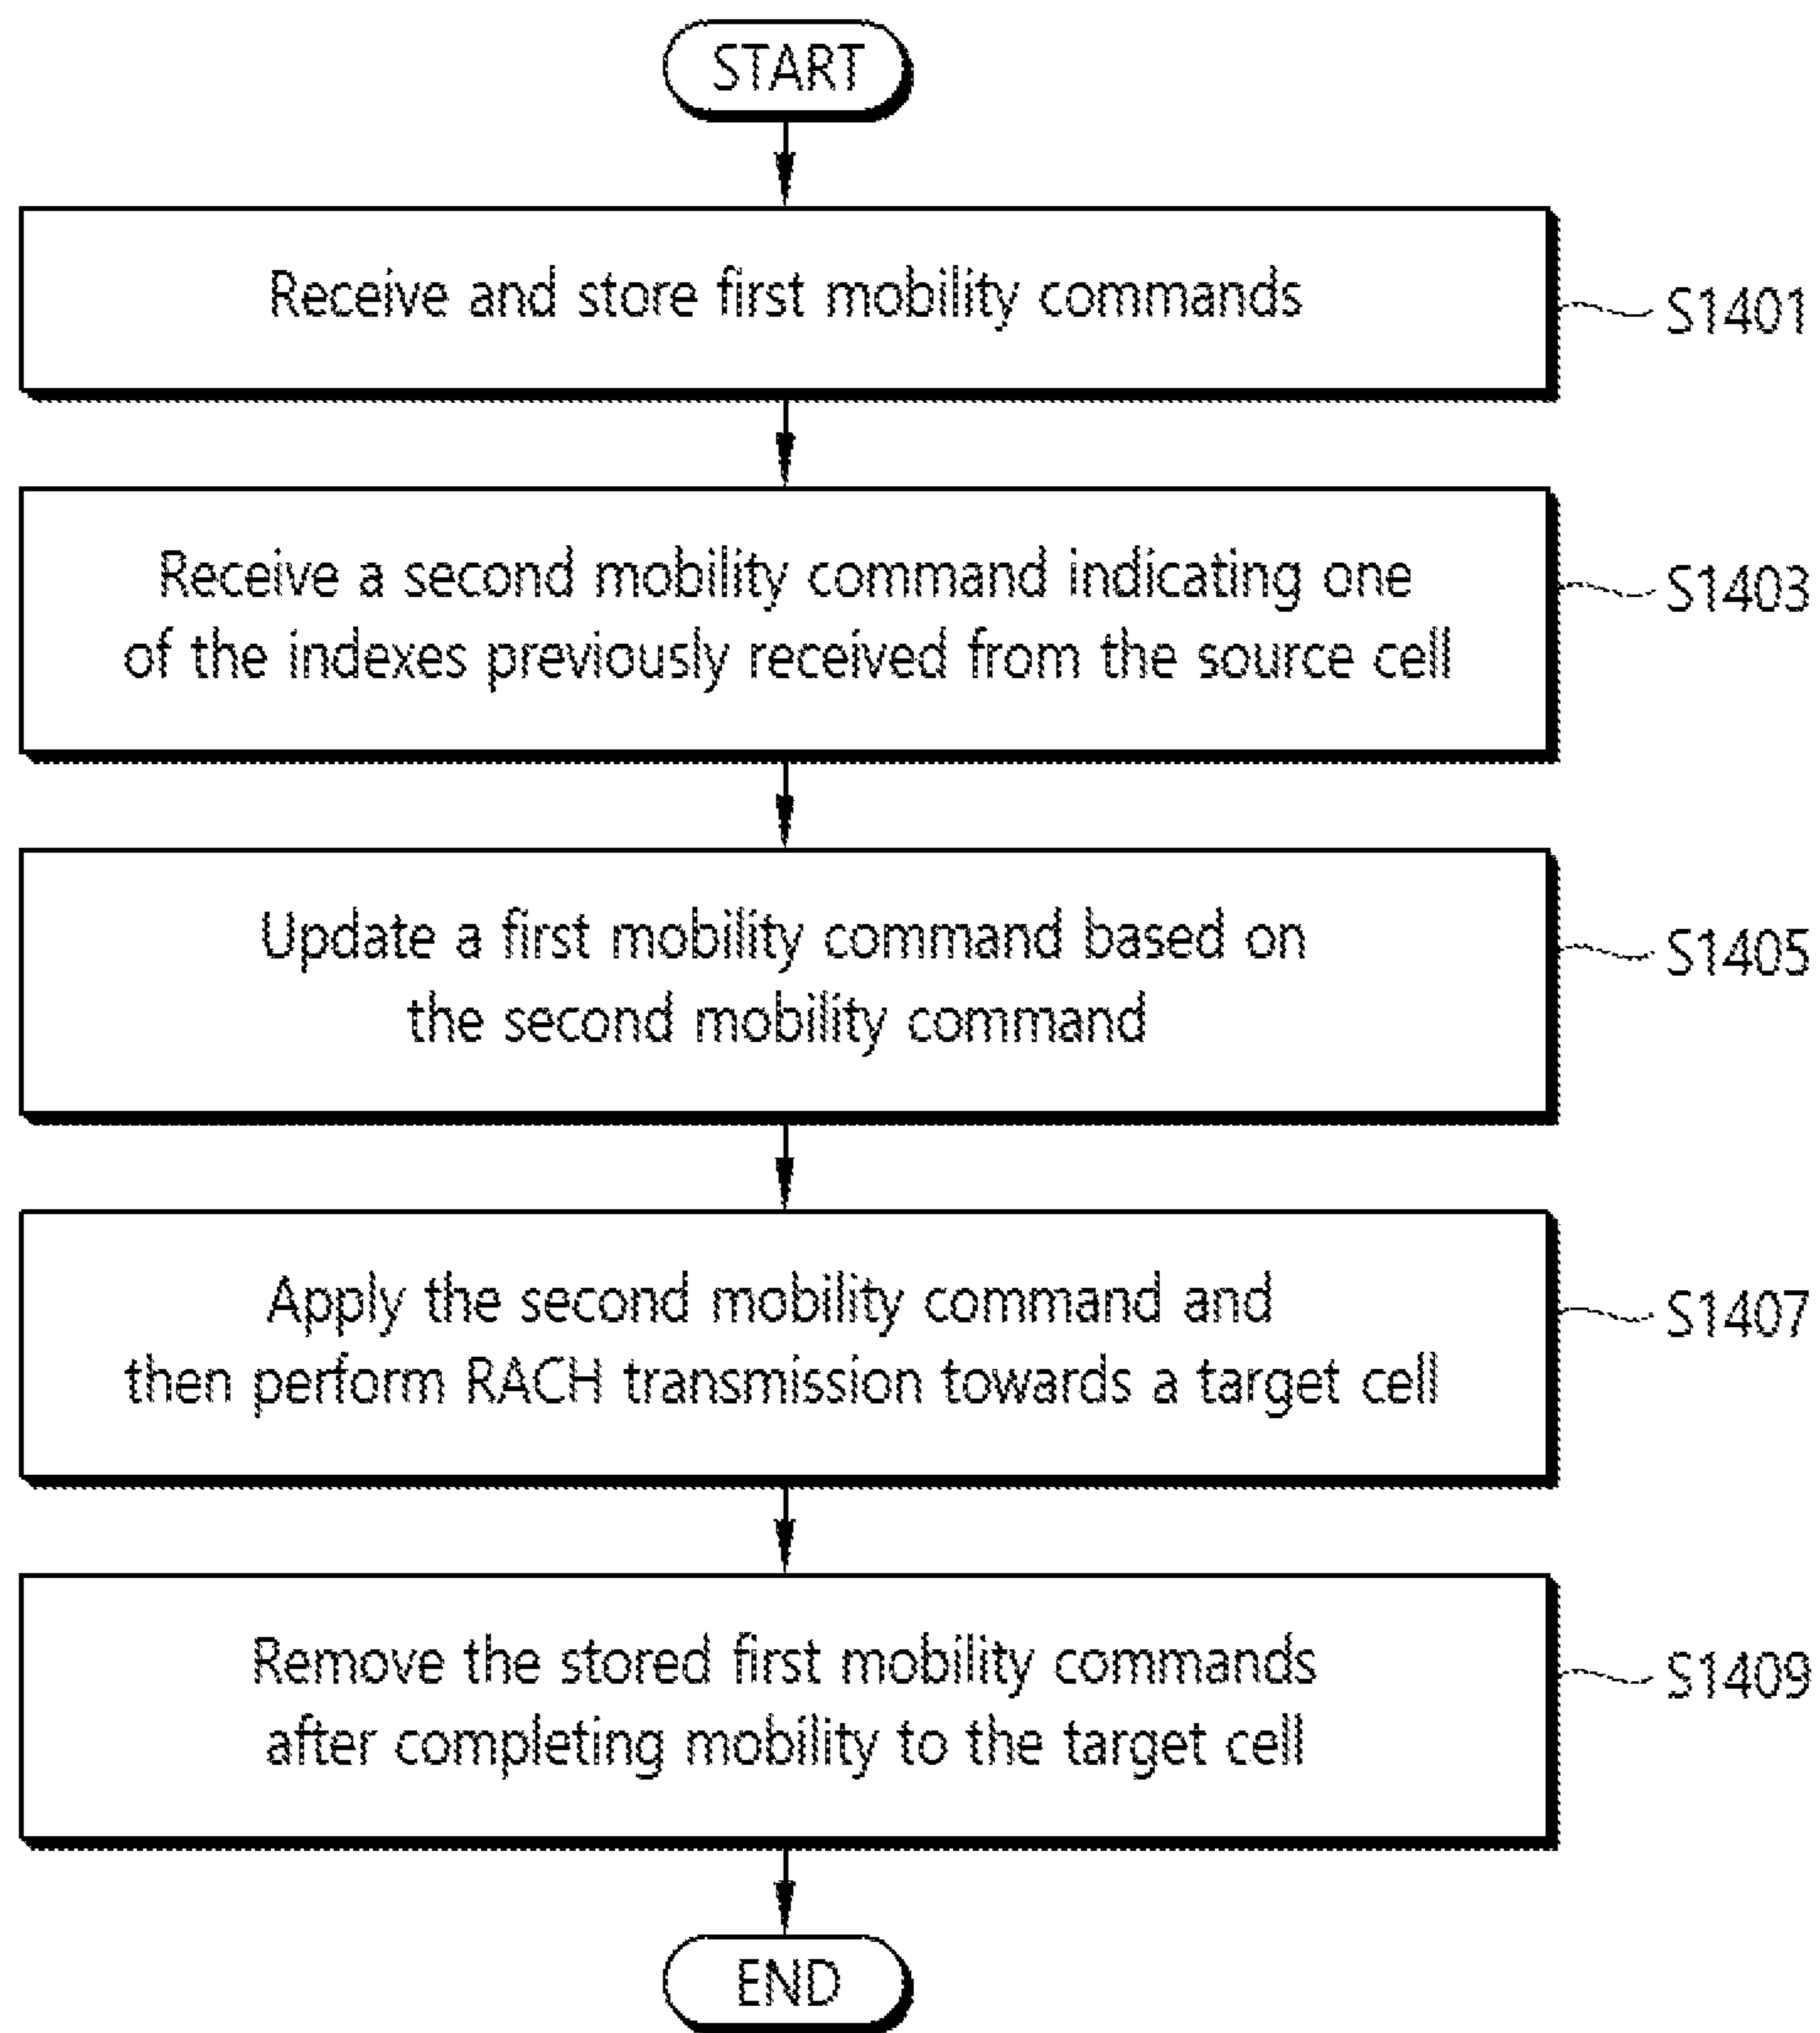 START
Receive and store first mobility commands
S1401
Receive a second mobility command indicating one
of the indexes previously received from the source cell
S1403
Update a first mobility command based on
the second mobility command
S1405
Apply the second mobility command and
then perform RACH transmission towards a target cell
S1407
Remove the stored first mobility commands
after completing mobility to the target cell
S1409
END